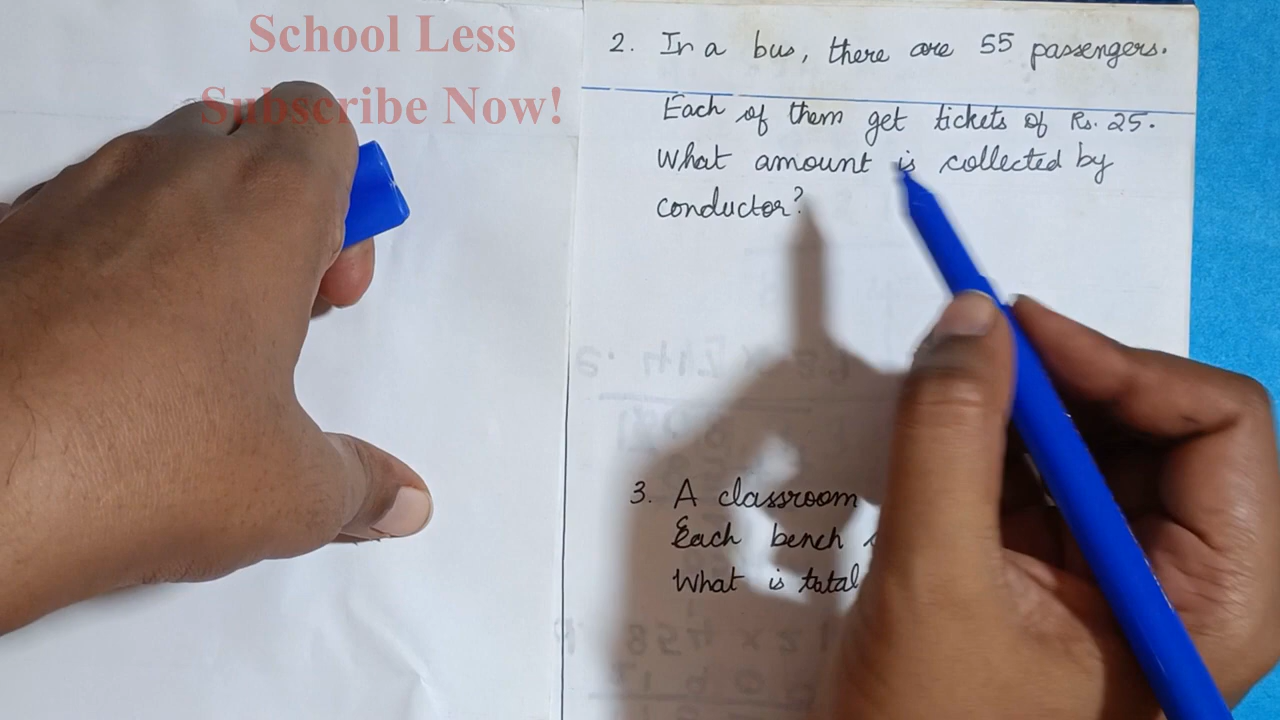 School Less
Subscribe Now!
2. In a bus, there are 55 passengers.
Each of them get tickets of Rs. 25.
What amount is collected by
conductor?
3. A classroom
Each bench
What is total